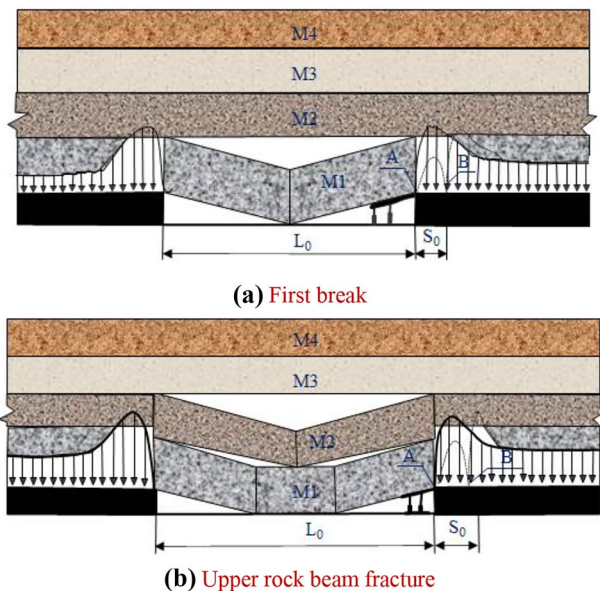 M4
M3
M2
A
B
M1
L₀
S₀
(a) First break
M4
M3
M2
A
B
M1
L₀
S₀
(b) Upper rock beam fracture